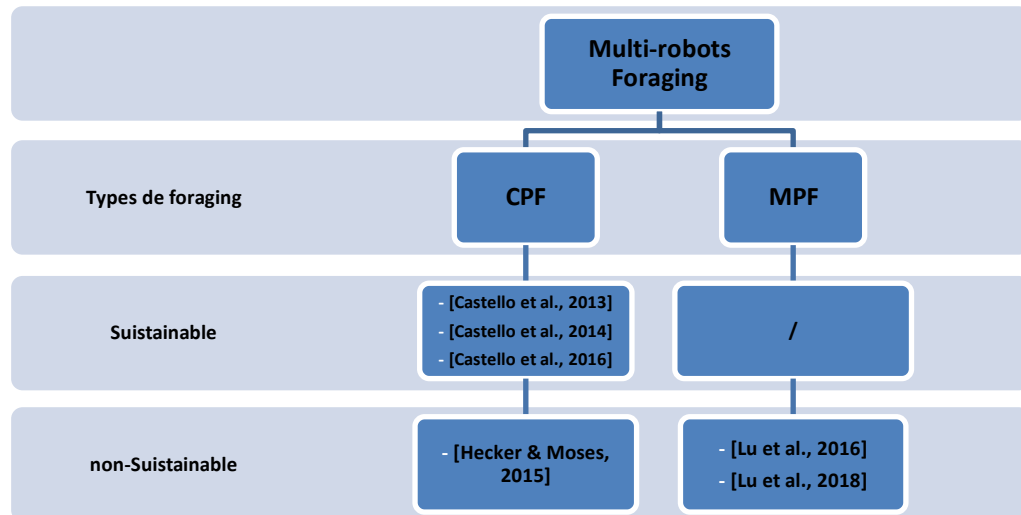 Multi-robots
Foraging
Types de foraging
CPF
MPF
Suistainable
- [Castello et al., 2013]
- [Castello et al., 2014]
- [Castello et al., 2016]
/
non-Suistainable
- [Hecker & Moses,
2015]
- [Lu et al., 2016]
- [Lu et al., 2018]